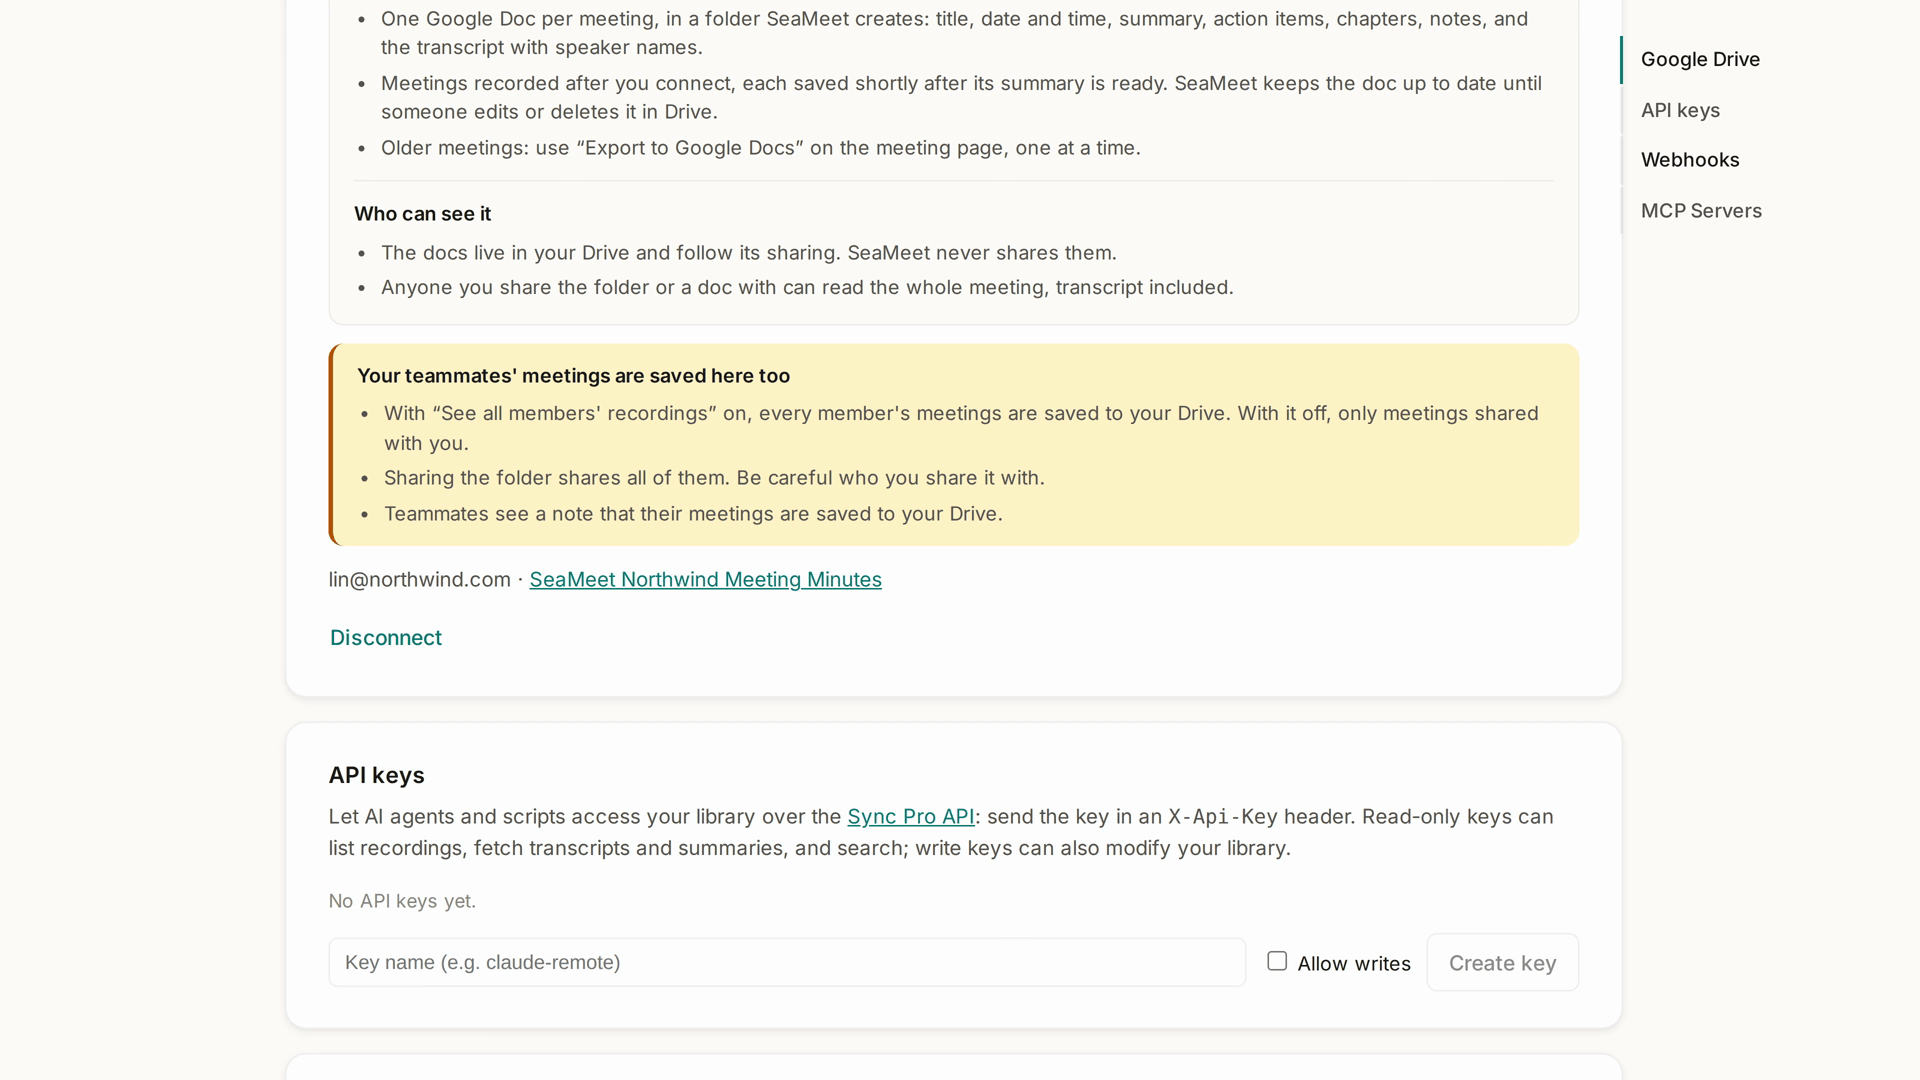 One Google Doc per meeting, in a folder SeaMeet creates: title, date and time, summary, action items, chapters, notes, and
the transcript with speaker names.
Meetings recorded after you connect, each saved shortly after its summary is ready. SeaMeet keeps the doc up to date until
someone edits or deletes it in Drive.
Older meetings: use “Export to Google Docs” on the meeting page, one at a time.
Who can see it
The docs live in your Drive and follow its sharing. SeaMeet never shares them.
Anyone you share the folder or a doc with can read the whole meeting, transcript included.
Your teammates' meetings are saved here too
With “See all members' recordings” on, every member's meetings are saved to your Drive. With it off, only meetings shared
with you.
Sharing the folder shares all of them. Be careful who you share it with.
Teammates see a note that their meetings are saved to your Drive.
lin@northwind.com · SeaMeet Northwind Meeting Minutes
Disconnect
API keys
Let AI agents and scripts access your library over the Sync Pro API: send the key in an X-Api-Key header. Read-only keys can
list recordings, fetch transcripts and summaries, and search; write keys can also modify your library.
No API keys yet.
Key name (e.g. claude-remote)
Allow writes
Create key
Google Drive
API keys
Webhooks
MCP Servers